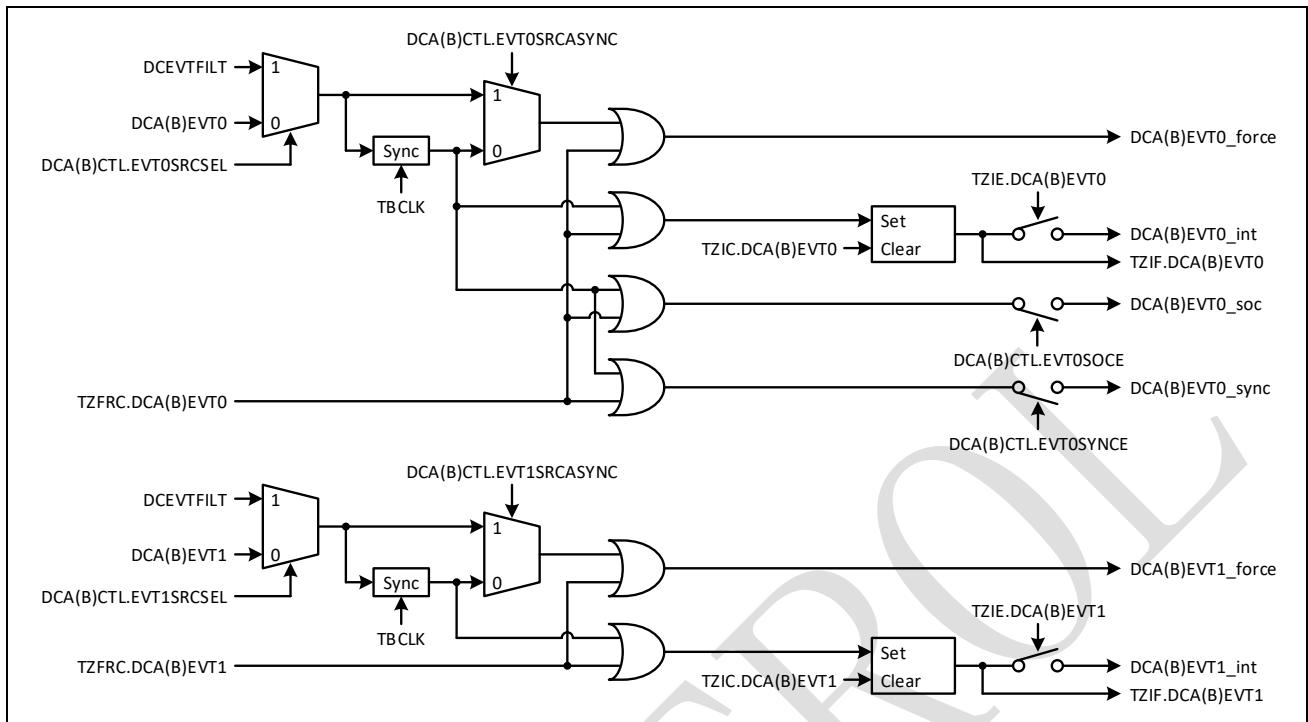 DCA(B)CTL.EVT0SRCASYNC
DCEVTFILT
1
1
DCA(B)EVT0
0
DCA(B)EVT0_force
Sync
0
DCA(B)CTL.EVT0SRCSEL
TZIE.DCA(B)EVT0
TBCLK
Set
DCA(B)EVT0_int
TZIC.DCA(B)EVT0
Clear
TZIF.DCA(B)EVT0
DCA(B)EVT0_soc
DCA(B)CTL.EVT0SOCE
DCA(B)EVT0_sync
TZFRC.DCA(B)EVT0
DCA(B)CTL.EVT0SYNCE
DCA(B)CTL.EVT1SRCASYNC
DCEVTFILT
1
1
DCA(B)EVT1
0
DCA(B)EVT1_force
Sync
0
DCA(B)CTL.EVT1SRCSEL
TZIE.DCA(B)EVT1
TBCLK
Set
TZFRC.DCA(B)EVT1
DCA(B)EVT1_int
TZIC.DCA(B)EVT1
Clear
TZIF.DCA(B)EVT1